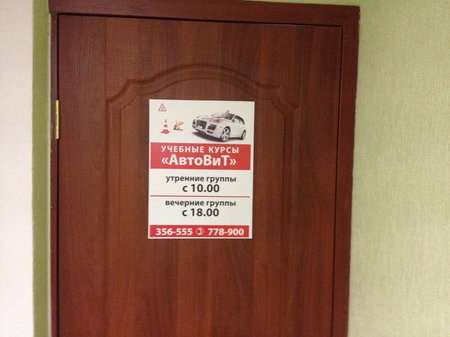 УЧЕБНЫЕ КУРСЫ
«АвтоВиТ»
утренние группы
с 10.00
вечерние группы
с 18.00
356-555 778-900